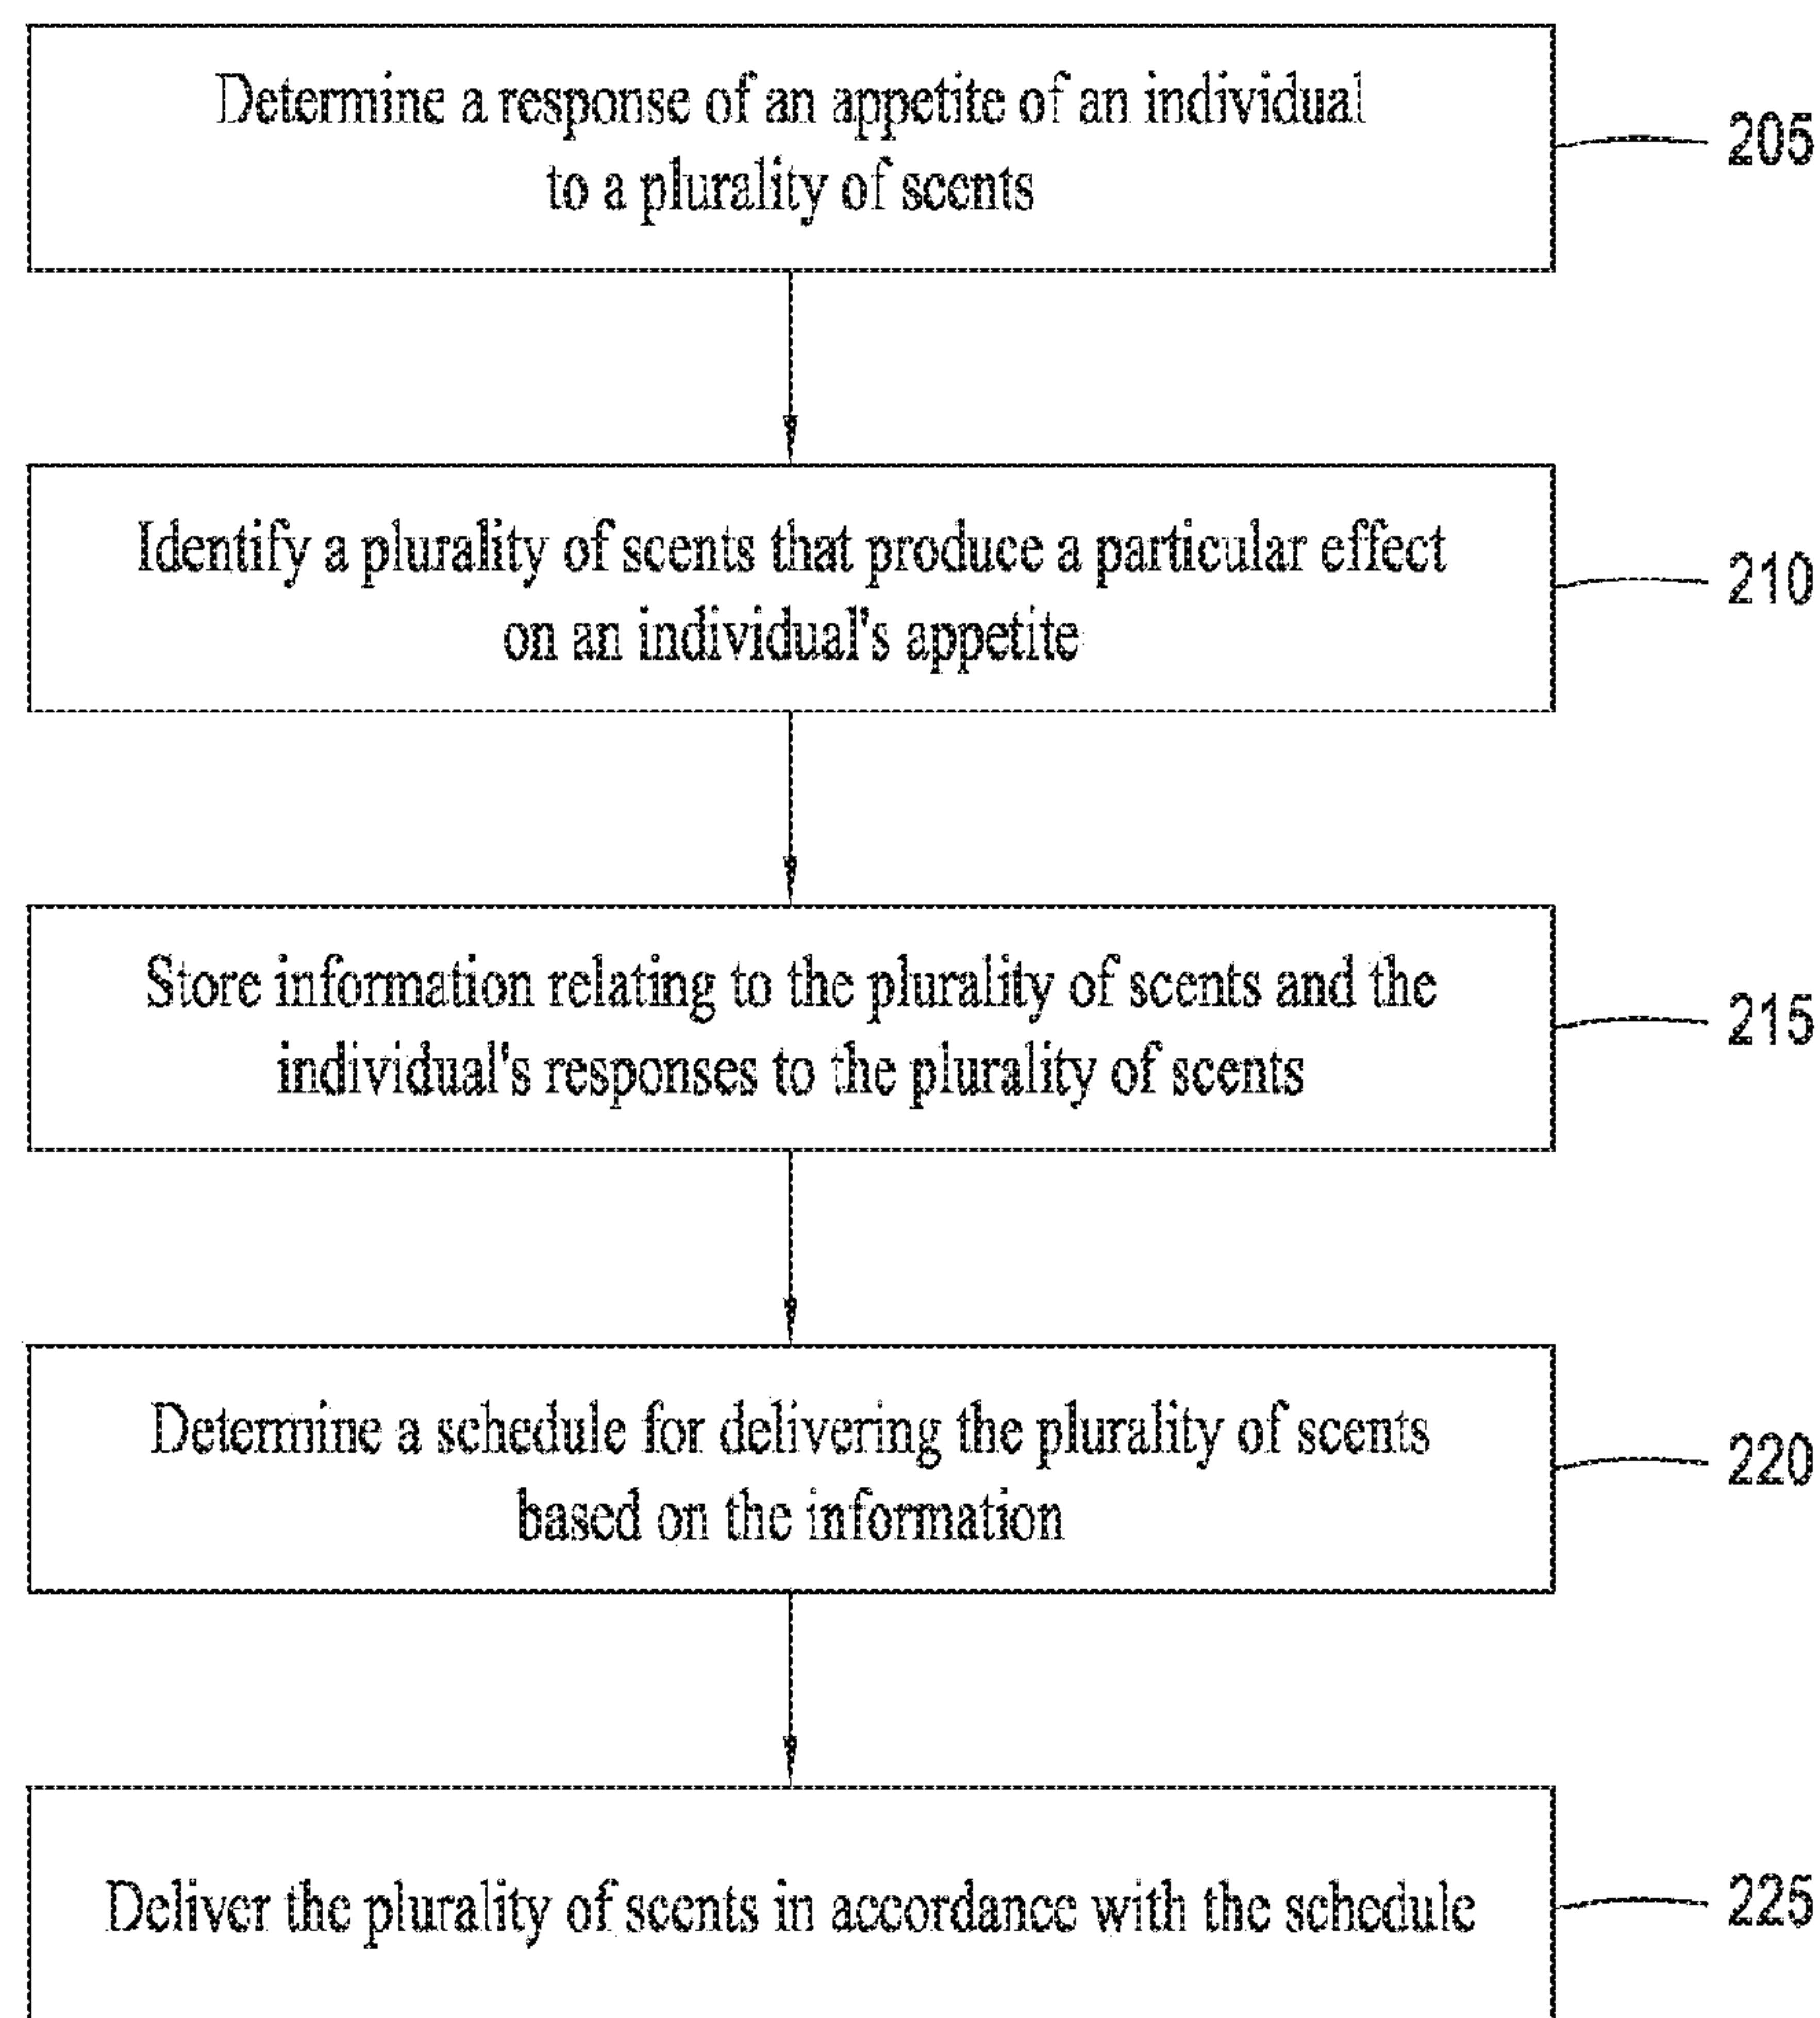 Determine a response of an appetite of an individual
to a plurality of scents
205
Identify a plurality of scents that produce a particular effect
on an individual's appetite
210
Store information relating to the plurality of scents and the
individual's responses to the plurality of scents
215
Determine a schedule for delivering the plurality of scents
based on the information
220
Deliver the plurality of scents in accordance with the schedule
225